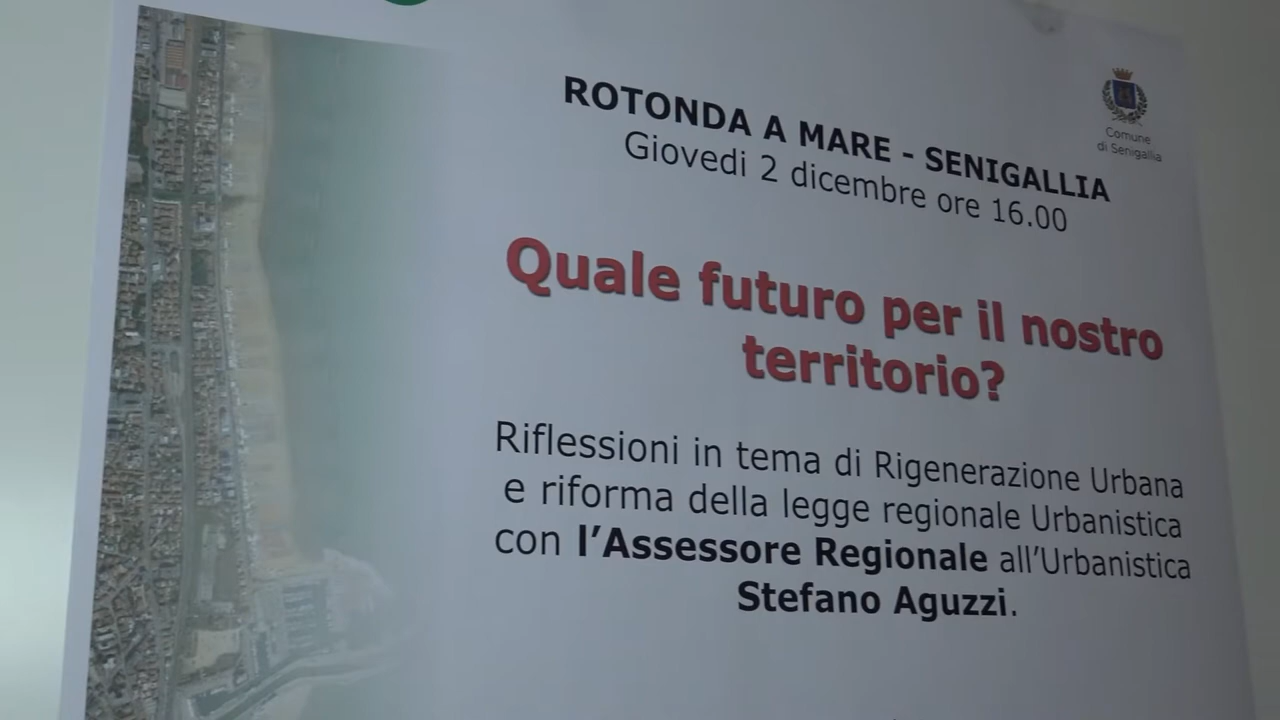 ROTONDA A MARE - SENIGALLIA
Giovedi 2 dicembre ore 16.00
Comune
di Senigallia
Quale futuro per il nostro
territorio?
Riflessioni in tema di Rigenerazione Urbana
e riforma della legge regionale Urbanistica
con l'Assessore Regionale all'Urbanistica
Stefano Aguzzi.